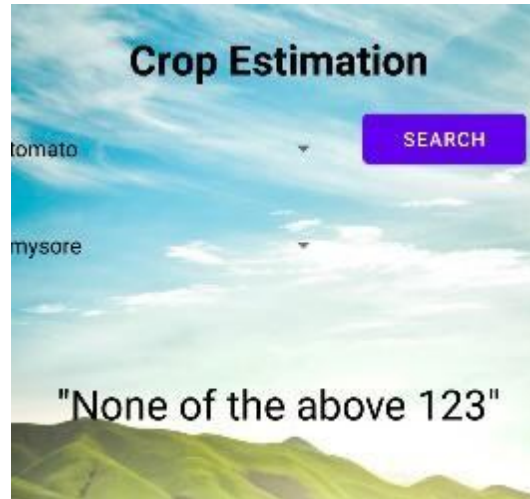 Crop Estimation
tomato
SEARCH
mysore
"None of the above 123"